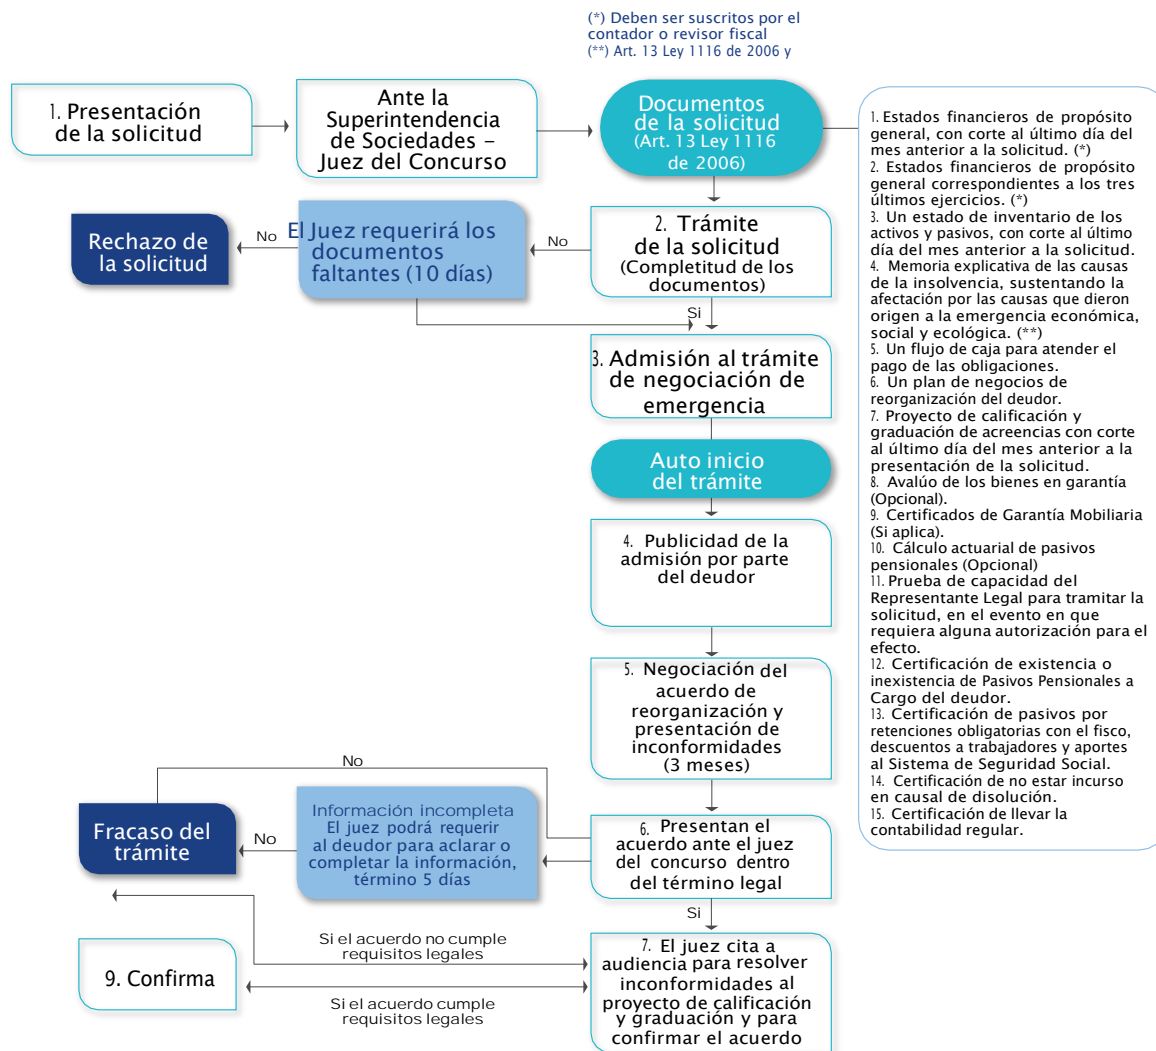 (*) Deben ser suscritos por el
contador o revisor fiscal
(**) Art. 13 Ley 1116 de 2006 y
1. Presentación
de la solicitud
Ante la
Superintendencia
de Sociedades –
Juez del Concurso
Documentos
de la solicitud
(Art. 13 Ley 1116
de 2006)
1. Estados financieros de propósito
general, con corte al último día del
mes anterior a la solicitud. (*)
2. Estados financieros de propósito
general correspondientes a los tres
últimos ejercicios. (*)
3. Un estado de inventario de los
activos y pasivos, con corte al último
día del mes anterior a la solicitud.
4. Memoria explicativa de las causas
de la insolvencia, sustentando la
afectación por las causas que dieron
origen a la emergencia económica,
social y ecológica. (**)
5. Un flujo de caja para atender el
pago de las obligaciones.
6. Un plan de negocios de
reorganización del deudor.
7. Proyecto de calificación y
graduación de acreencias con corte
al último día del mes anterior a la
presentación de la solicitud.
8. Avalúo de los bienes en garantía
(Opcional).
9. Certificados de Garantía Mobiliaria
(Si aplica).
10. Cálculo actuarial de pasivos
pensionales (Opcional)
11. Prueba de capacidad del
Representante Legal para tramitar la
solicitud, en el evento en que
requiera alguna autorización para el
efecto.
12. Certificación de existencia o
inexistencia de Pasivos Pensionales a
Cargo del deudor.
13. Certificación de pasivos por
retenciones obligatorias con el fisco,
descuentos a trabajadores y aportes
al Sistema de Seguridad Social.
14. Certificación de no estar incurso
en causal de disolución.
15. Certificación de llevar la
contabilidad regular.
2. Trámite
de la solicitud
(Completitud de los
documentos)
No
El Juez requerirá los
documentos
faltantes (10 días)
No
Rechazo de
la solicitud
Si
3. Admisión al trámite
de negociación de
emergencia
Auto inicio
del trámite
4. Publicidad de la
admisión por parte
del deudor
5. Negociación del
acuerdo de
reorganización y
presentación de
inconformidades
(3 meses)
No
6. Presentan el
acuerdo ante el juez
del concurso dentro
del término legal
Información incompleta
El juez podrá requerir
al deudor para aclarar o
completar la información,
término 5 días
No
Fracaso del
trámite
Si
7. El juez cita a
audiencia para resolver
inconformidades al
proyecto de calificación
y graduación y para
confirmar el acuerdo
Si el acuerdo no cumple
requisitos legales
9. Confirma
Si el acuerdo cumple
requisitos legales